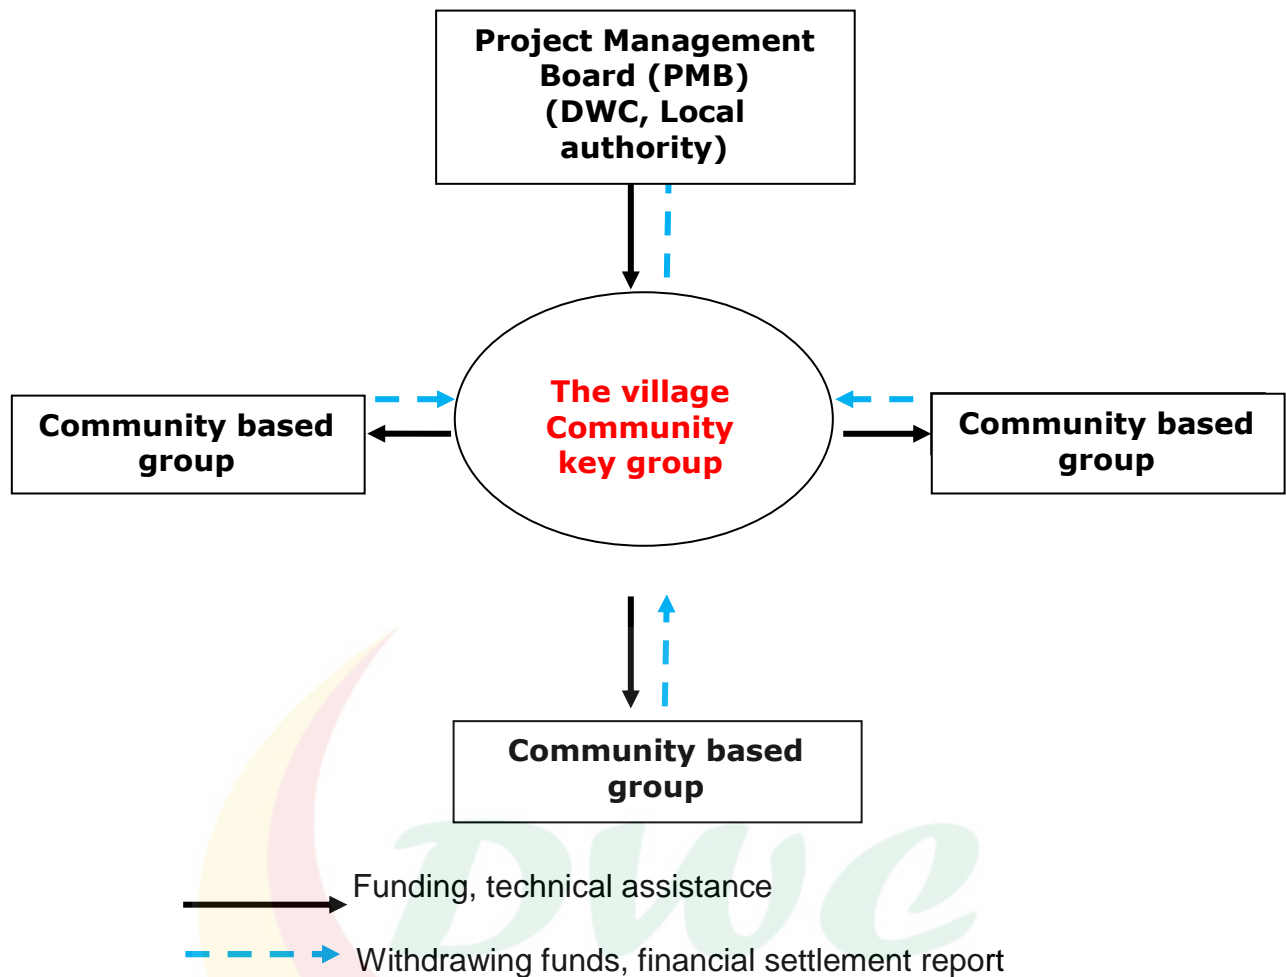 Project Management
Board (PMB)
(DWC, Local
authority)
The village
Community
key group
Community based
group
Community based
group
Community based
group
DWC
Funding, technical assistance
Withdrawing funds, financial settlement report